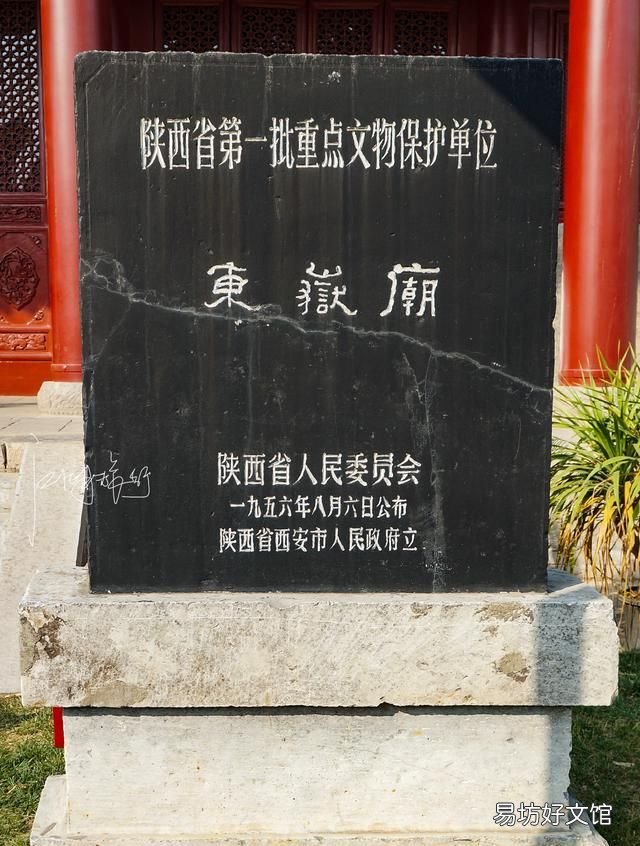 陕西省第一批重点文物保护单位
東嶽廟
陕西省人民委员会
一九五六年八月六日公布
陕西省西安市人民政府立
易坊好文馆